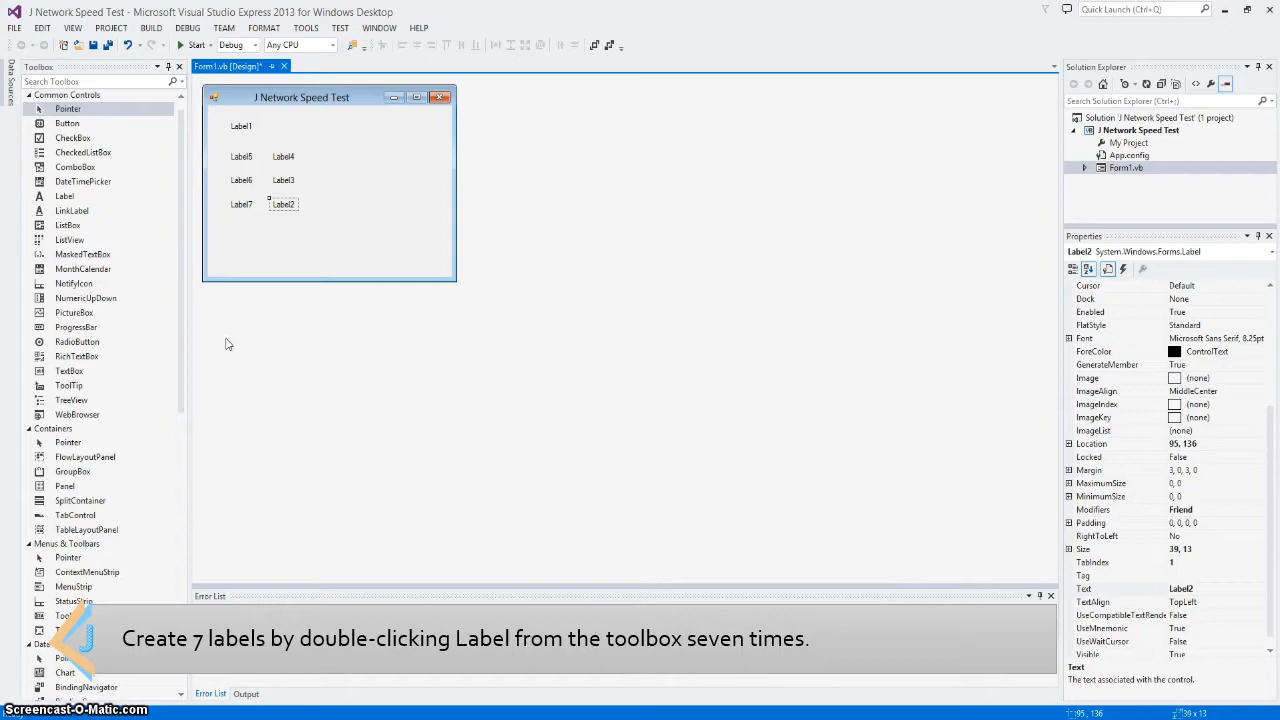 J Network Speed Test - Microsoft Visual Studio Express 2013 for Windows Desktop
Quick Launch (Ctrl+;)
FILE EDIT VIEW PROJECT BUILD DEBUG TEAM FORMAT TOOLS TEST WINDOW HELP
Start Debug Any CPU
Data Sources
Toolbox
Search Toolbox
Common Controls
Pointer
Button
CheckBox
CheckedListBox
ComboBox
DateTimePicker
Label
LinkLabel
ListBox
ListView
MaskedTextBox
MonthCalendar
NotifyIcon
NumericUpDown
PictureBox
ProgressBar
RadioButton
RichTextBox
TextBox
ToolTip
TreeView
WebBrowser
Containers
Pointer
FlowLayoutPanel
GroupBox
Panel
SplitContainer
TabControl
TableLayoutPanel
Menus & Toolbars
Pointer
ContextMenuStrip
MenuStrip
StatusStrip
Chart
BindingNavigator
Form1.vb [Design]*
J Network Speed Test
Label1
Label5 Label4
Label6 Label3
Label7 Label2
Solution Explorer
Search Solution Explorer (Ctrl+;)
Solution 'J Network Speed Test' (1 project)
J Network Speed Test
My Project
App.config
Form1.vb
Properties
Label2 System.Windows.Forms.Label
Cursor Default
Dock None
Enabled True
FlatStyle Standard
Font Microsoft Sans Serif, 8.25pt
ForeColor ControlText
GenerateMember True
Image (none)
ImageAlign MiddleCenter
ImageIndex (none)
ImageKey (none)
ImageList (none)
Location 95, 136
Locked False
Margin 3, 0, 3, 0
MaximumSize 0, 0
MinimumSize 0, 0
Modifiers Friend
Padding 0, 0, 0, 0
RightToLeft No
Size 39, 13
TabIndex 1
Tag
Text Label2
TextAlign TopLeft
UseCompatibleTextRende False
UseMnemonic True
UseWaitCursor False
Visible True
Text
The text associated with the control.
Error List
J
Create 7 labels by double-clicking Label from the toolbox seven times.
Error List Output
Screencast-O-Matic.com
95, 136 39 x 13